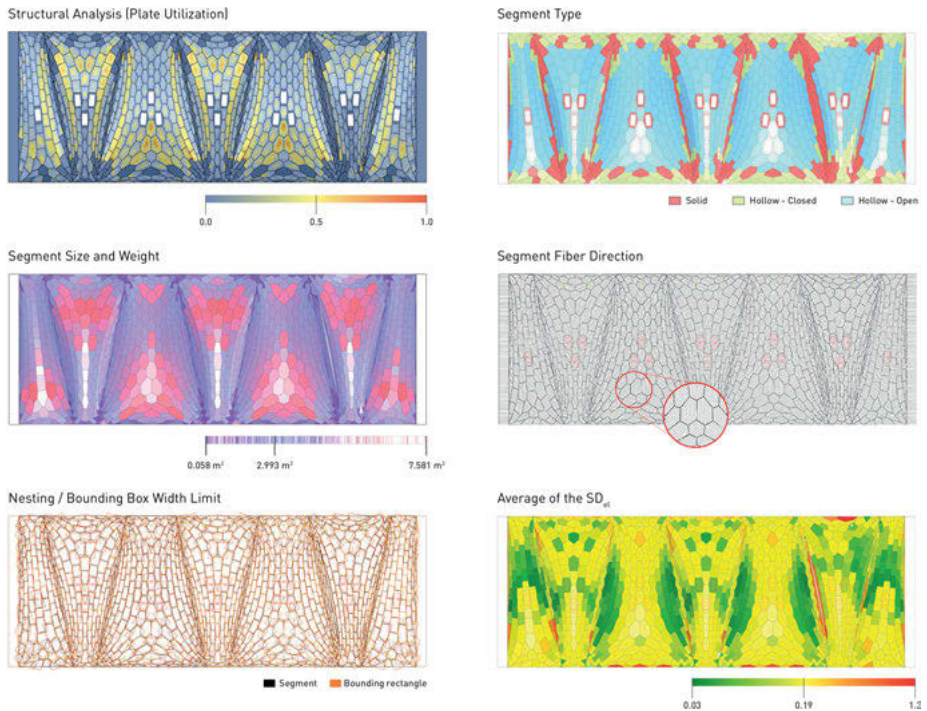 Structural Analysis (Plate Utilization)
0.0 0.5 1.0
Segment Type
Solid Hollow - Closed Hollow - Open
Segment Size and Weight
0.058 m² 2.993 m² 7.581 m²
Segment Fiber Direction
Nesting / Bounding Box Width Limit
Segment Bounding rectangle
Average of the SD
0.03 0.19